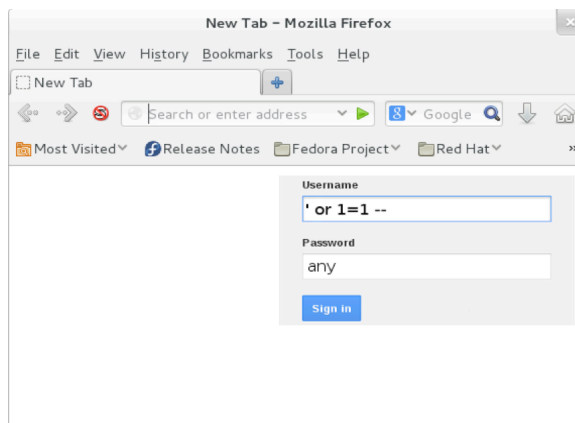 New Tab – Mozilla Firefox
File Edit View History Bookmarks Tools Help
New Tab
Search or enter address Google
Most Visited Release Notes Fedora Project Red Hat »
Username
' or 1=1 --
Password
any
Sign in